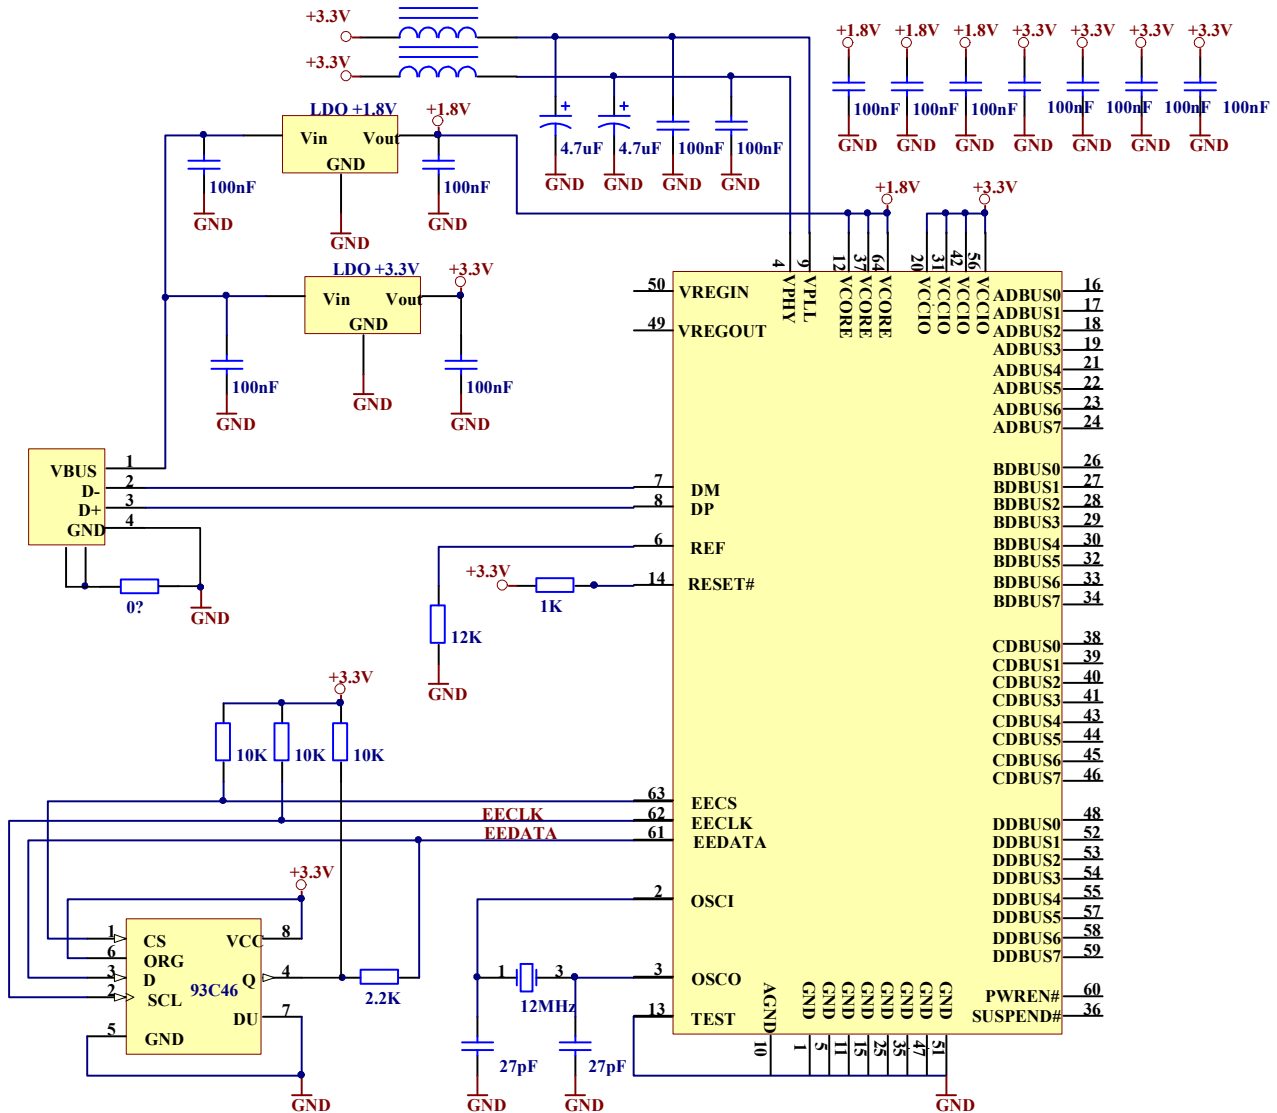 +3.3V
+3.3V
4.7uF
4.7uF
100nF
100nF
GND
GND
GND
GND
+1.8V
+1.8V
+1.8V
+3.3V
+3.3V
+3.3V
+3.3V
100nF
100nF
100nF
100nF
100nF
100nF
100nF
GND
GND
GND
GND
GND
GND
GND
LDO +1.8V
+1.8V
Vin
Vout
GND
100nF
100nF
GND
GND
GND
LDO +3.3V
+3.3V
Vin
Vout
GND
100nF
100nF
GND
GND
GND
VBUS 1
D- 2
D+ 3
GND 4
0?
GND
+1.8V
+3.3V
4 VPHY
9 VPLL
12 VCORE
37 VCORE
64 VCORE
20 VCCIO
31 VCCIO
42 VCCIO
56 VCCIO
50 VREGIN
49 VREGOUT
7 DM
8 DP
6 REF
12K
GND
+3.3V
1K
14 RESET#
+3.3V
10K
10K
10K
63 EECS
EECLK 62 EECLK
EEDATA 61 EEDATA
2 OSCI
3 OSCO
13 TEST
1
3
12MHz
27pF
27pF
GND
GND
+3.3V
1 CS
6 ORG
3 D
2 SCL
5 GND
VCC 8
Q 4
DU 7
93C46
2.2K
GND
ADBUS0 16
ADBUS1 17
ADBUS2 18
ADBUS3 19
ADBUS4 21
ADBUS5 22
ADBUS6 23
ADBUS7 24
BDBUS0 26
BDBUS1 27
BDBUS2 28
BDBUS3 29
BDBUS4 30
BDBUS5 32
BDBUS6 33
BDBUS7 34
CDBUS0 38
CDBUS1 39
CDBUS2 40
CDBUS3 41
CDBUS4 43
CDBUS5 44
CDBUS6 45
CDBUS7 46
DDBUS0 48
DDBUS1 52
DDBUS2 53
DDBUS3 54
DDBUS4 55
DDBUS5 57
DDBUS6 58
DDBUS7 59
PWREN# 60
SUSPEND# 36
AGND 10
GND 1
GND 5
GND 11
GND 15
GND 25
GND 35
GND 47
GND 51
GND